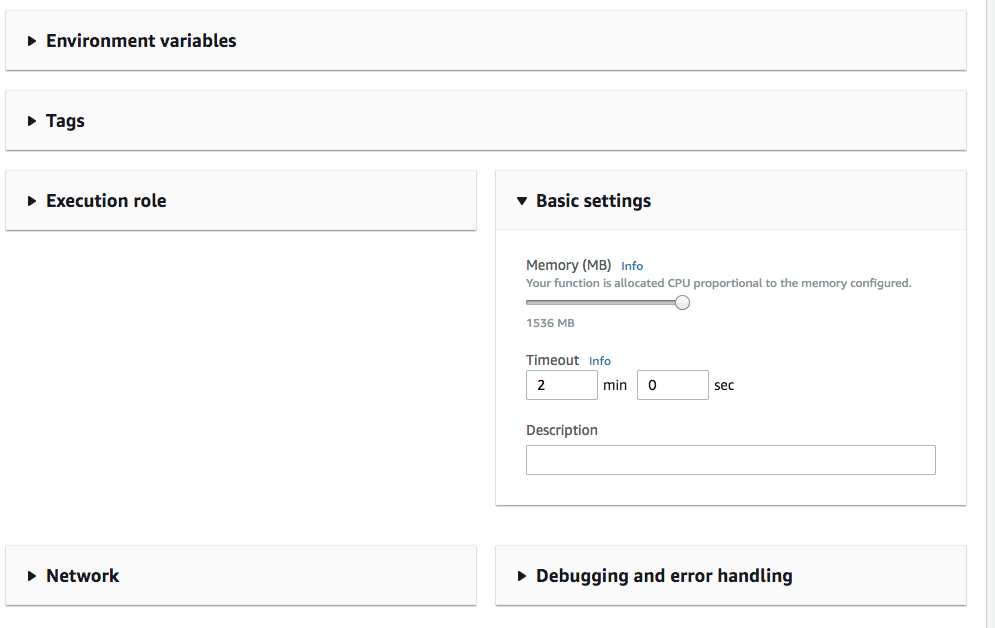 Environment variables
Tags
Execution role
Basic settings
Memory (MB) Info
Your function is allocated CPU proportional to the memory configured.
1536 MB
Timeout Info
2 min 0 sec
Description
Network
Debugging and error handling